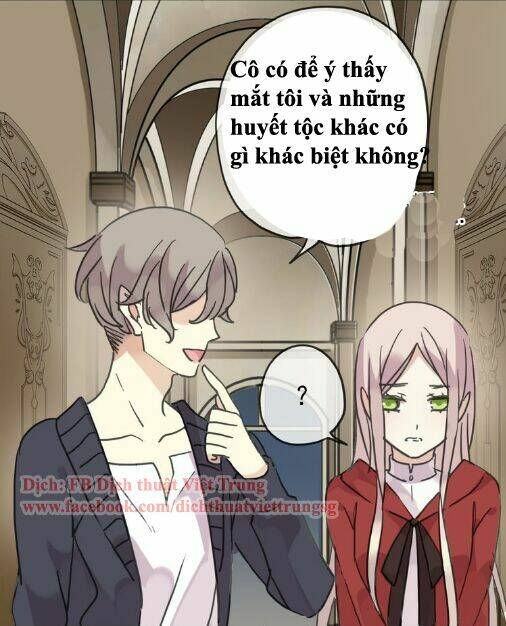 Cô có để ý thấy
mắt tôi và những
huyết tộc khác có
gì khác biệt không?
?
Dịch: FB Dịch thuật Việt Trung
www.facebook.com/dichthuatviettrungsg